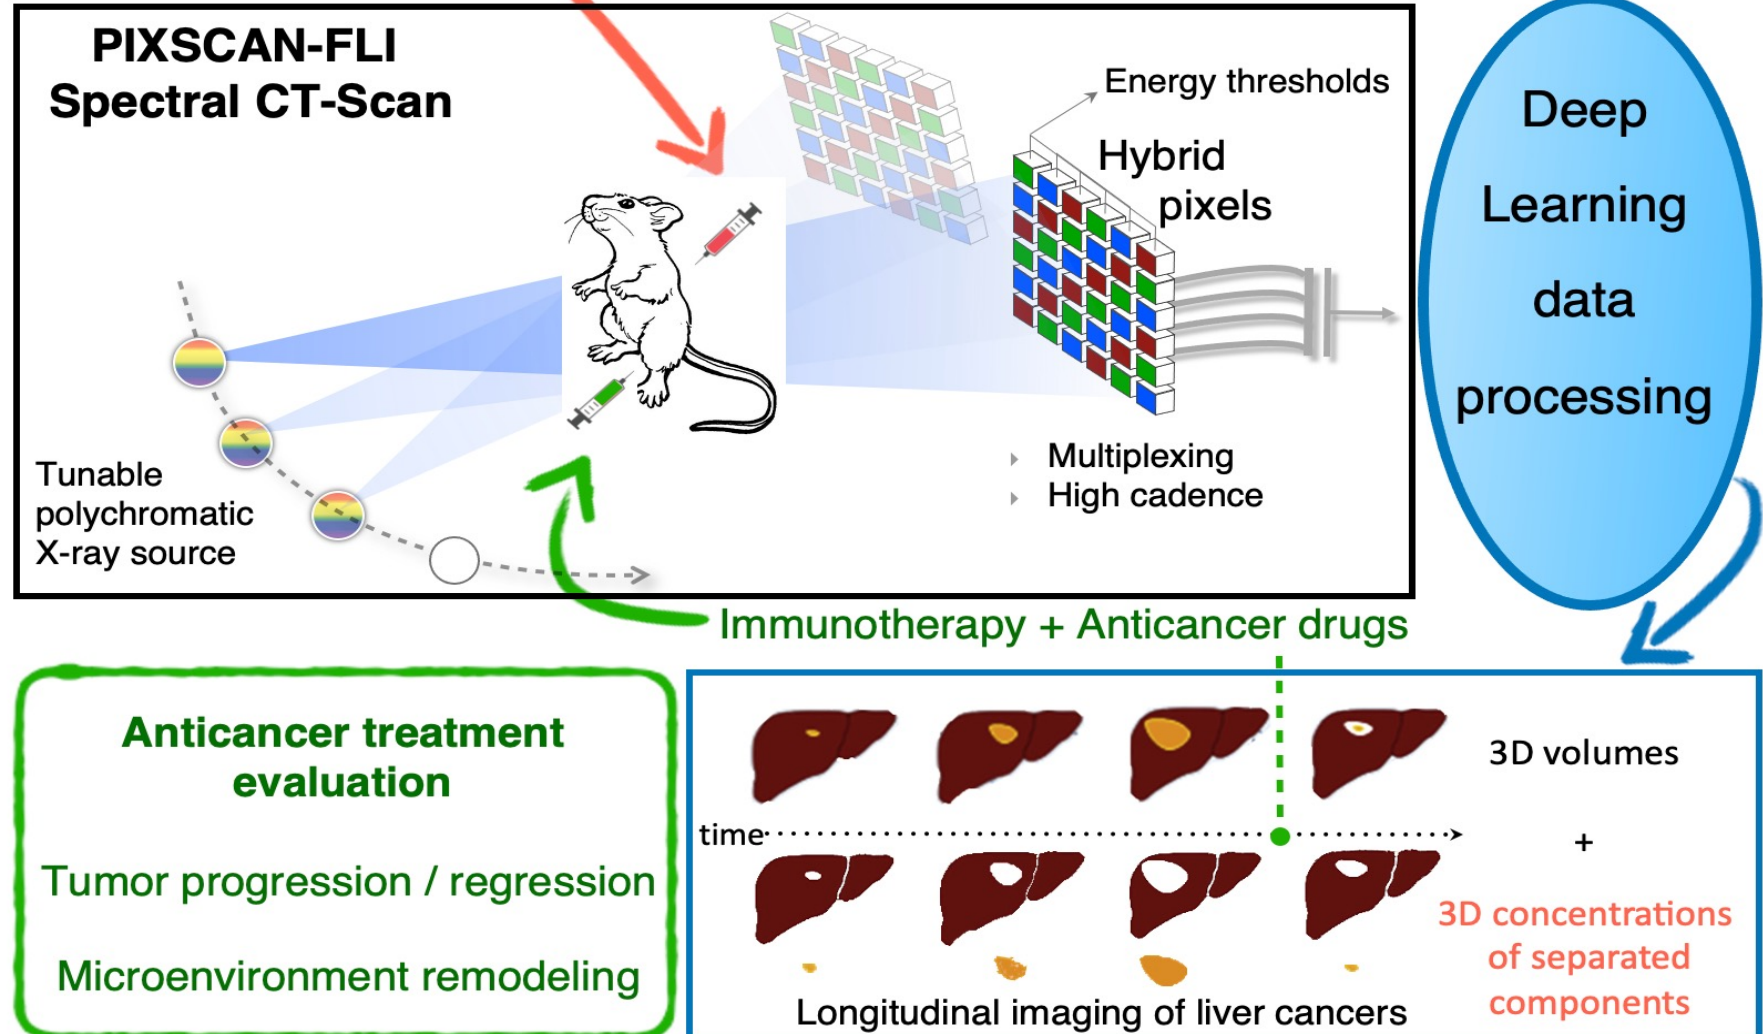 PIXSCAN-FLI
Spectral CT-Scan
Energy thresholds
Hybrid
pixels
Tunable
polychromatic
X-ray source
Multiplexing
High cadence
Deep
Learning
data
processing
Immunotherapy + Anticancer drugs
Anticancer treatment
evaluation
Tumor progression / regression
Microenvironment remodeling
3D volumes
time
+
3D concentrations
of separated
components
Longitudinal imaging of liver cancers